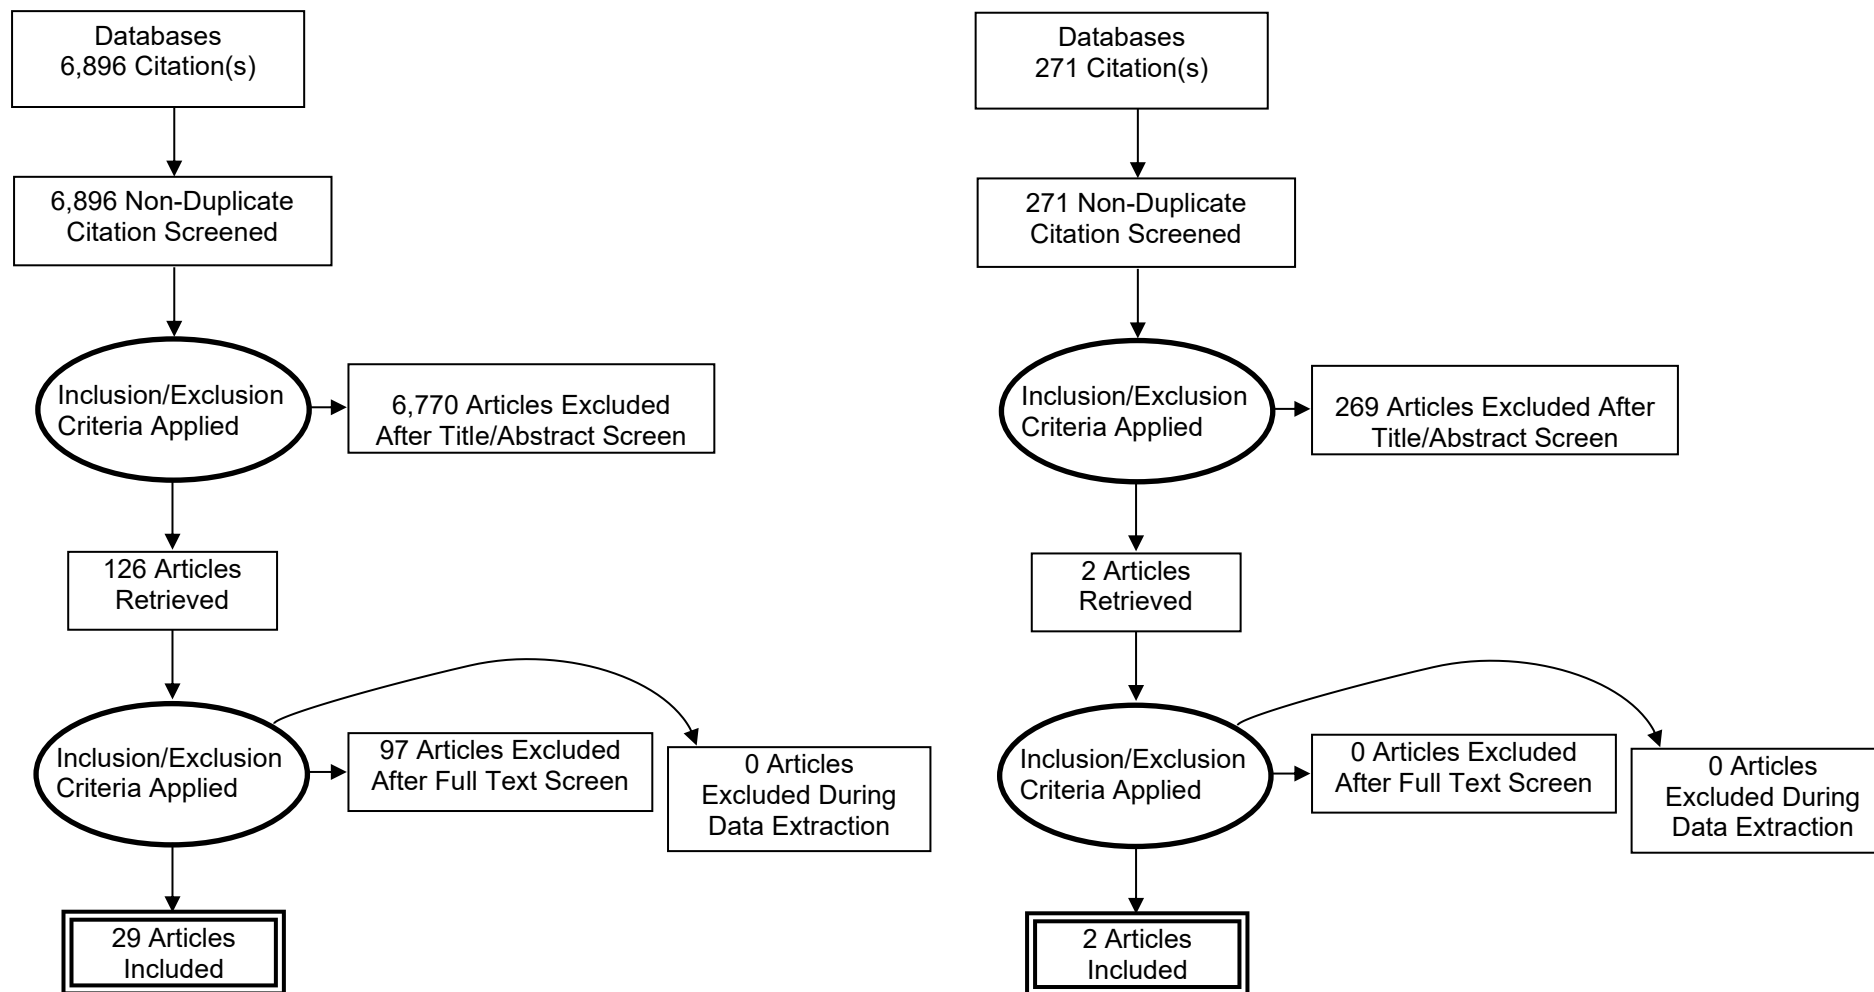 Databases
6,896 Citation(s)
6,896 Non-Duplicate
Citation Screened
Inclusion/Exclusion
Criteria Applied
6,770 Articles Excluded
After Title/Abstract Screen
126 Articles
Retrieved
Inclusion/Exclusion
Criteria Applied
97 Articles Excluded
After Full Text Screen
0 Articles
Excluded During
Data Extraction
29 Articles
Included
Databases
271 Citation(s)
271 Non-Duplicate
Citation Screened
Inclusion/Exclusion
Criteria Applied
269 Articles Excluded After
Title/Abstract Screen
2 Articles
Retrieved
Inclusion/Exclusion
Criteria Applied
0 Articles Excluded
After Full Text Screen
0 Articles
Excluded During
Data Extraction
2 Articles
Included